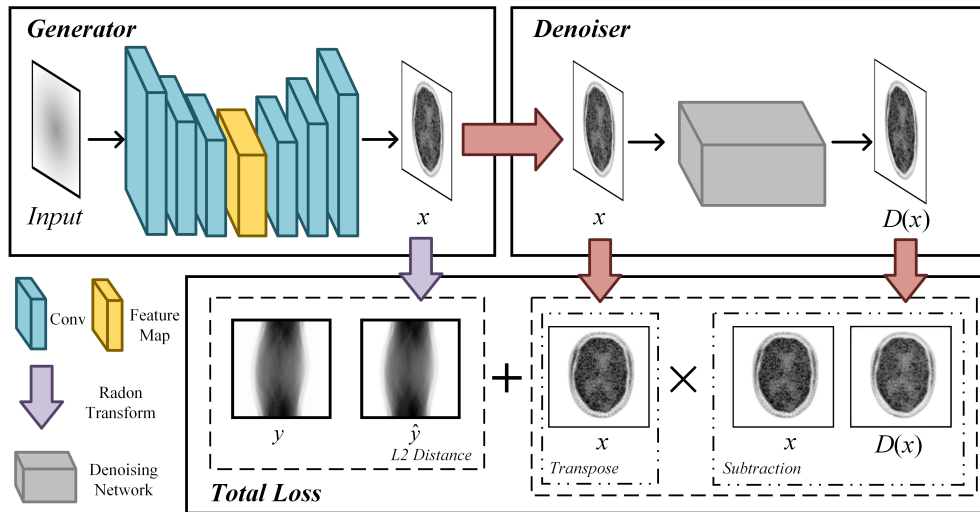 Generator
Input
x
Denoiser
x
D(x)
Conv
Feature
Map
Radon
Transform
Denoising
Network
y
ŷ
L2 Distance
+
x
Transpose
×
x
D(x)
Subtraction
Total Loss